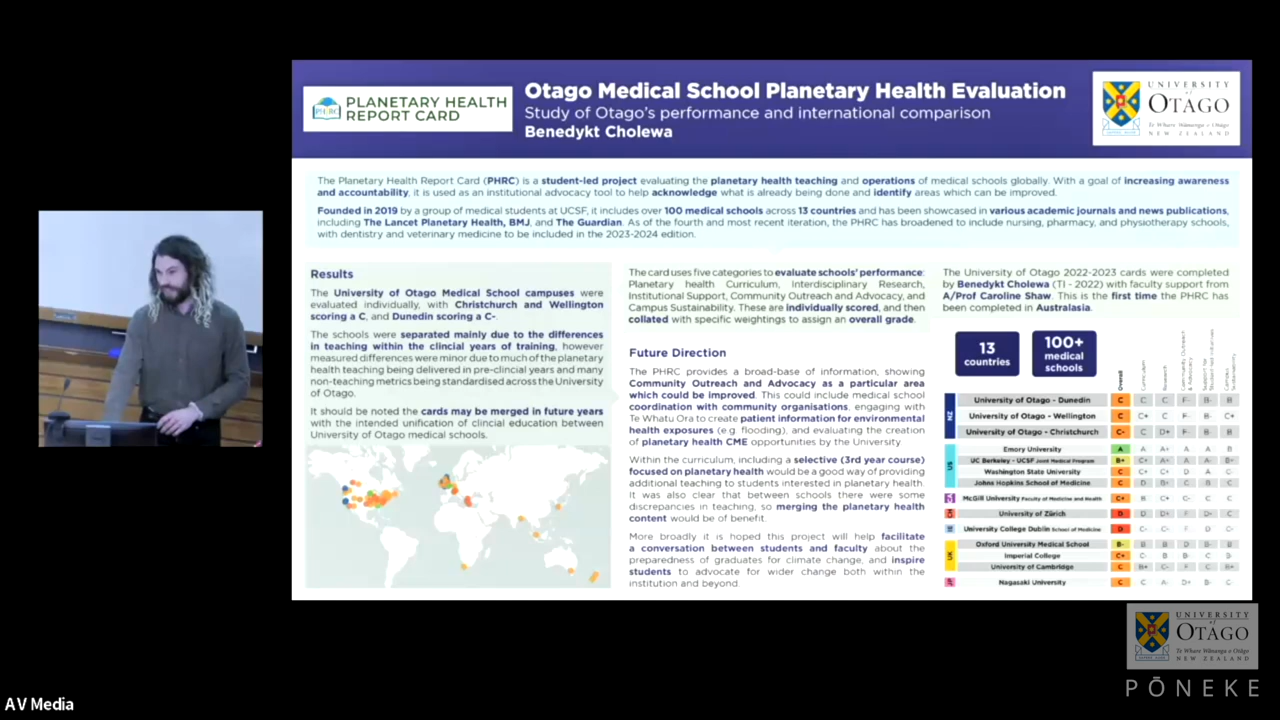 PLANETARY HEALTH
REPORT CARD
Otago Medical School Planetary Health Evaluation
Study of Otago's performance and international comparison
Benedykt Cholewa
UNIVERSITY
of
OTAGO
Te Whare Wānanga o Otāgo
NEW ZEALAND
The Planetary Health Report Card (PHRC) is a student-led project evaluating the planetary health teaching and operations of medical schools globally. With a goal of increasing awareness
and accountability, it is used as an institutional advocacy tool to help acknowledge what is already being done and identify areas which can be improved.
Founded in 2019 by a group of medical students at UCSF, it includes over 100 medical schools across 13 countries and has been showcased in various academic journals and news publications,
including The Lancet Planetary Health, BMJ, and The Guardian. As of the fourth and most recent iteration, the PHRC has broadened to include nursing, pharmacy, and physiotherapy schools,
with dentistry and veterinary medicine to be included in the 2023-2024 edition.
Results
The University of Otago Medical School campuses were
evaluated individually, with Christchurch and Wellington
scoring a C, and Dunedin scoring a C-.
The schools were separated mainly due to the differences
in teaching within the clincial years of training, however
measured differences were minor due to much of the planetary
health teaching being delivered in pre-clinical years and many
non-teaching metrics being standardised across the University
of Otago.
It should be noted the cards may be merged in future years
with the intended unification of clincial education between
University of Otago medical schools.
The card uses five categories to evaluate schools' performance:
Planetary health Curriculum, Interdisciplinary Research,
Institutional Support, Community Outreach and Advocacy, and
Campus Sustainability. These are individually scored, and then
collated with specific weightings to assign an overall grade.
Future Direction
The PHRC provides a broad-base of information, showing
Community Outreach and Advocacy as a particular area
which could be improved. This could include medical school
coordination with community organisations, engaging with
Te Whatu Ora to create patient information for environmental
health exposures (e.g. flooding), and evaluating the creation
of planetary health CME opportunities by the University.
Within the curriculum, including a selective (3rd year course)
focused on planetary health would be a good way of providing
additional teaching to students interested in planetary health.
It was also clear that between schools there were some
discrepancies in teaching, so merging the planetary health
content would be of benefit.
More broadly it is hoped this project will help facilitate
a conversation between students and faculty about the
preparedness of graduates for climate change, and inspire
students to advocate for wider change both within the
institution and beyond.
The University of Otago 2022-2023 cards were completed
by Benedykt Cholewa (TI - 2022) with faculty support from
A/Prof Caroline Shaw. This is the first time the PHRC has
been completed in Australasia.
13
countries
100+
medical
schools
Overall
Curriculum
Research
Community Outreach
& Advocacy
Sustainability
NZ
University of Otago - Dunedin C C C F- B- B
University of Otago - Wellington C C+ C F- B- C+
University of Otago - Christchurch C- C D+ F- B- B
US
Emory University A A A+ A A B
UC Berkeley - UCSF Joint Medical Program B+ C+ A- A A- B+
Washington State University C C+ C+ D A C-
Johns Hopkins School of Medicine C D B+ C B C
McGill University Faculty of Medicine and Health C+ B C+ C- C C
University of Zürich D D D+ F D C
University College Dublin School of Medicine D C- C- F D C-
UK
Oxford University Medical School B- B B D B- B
Imperial College C+ C- B B- C B-
University of Cambridge C B+ C- F C B+
Nagasaki University C C A- D+ B- C-
UNIVERSITY
of
OTAGO
Te Whare Wānanga o Otāgo
NEW ZEALAND
PŌNEKE
AV Media